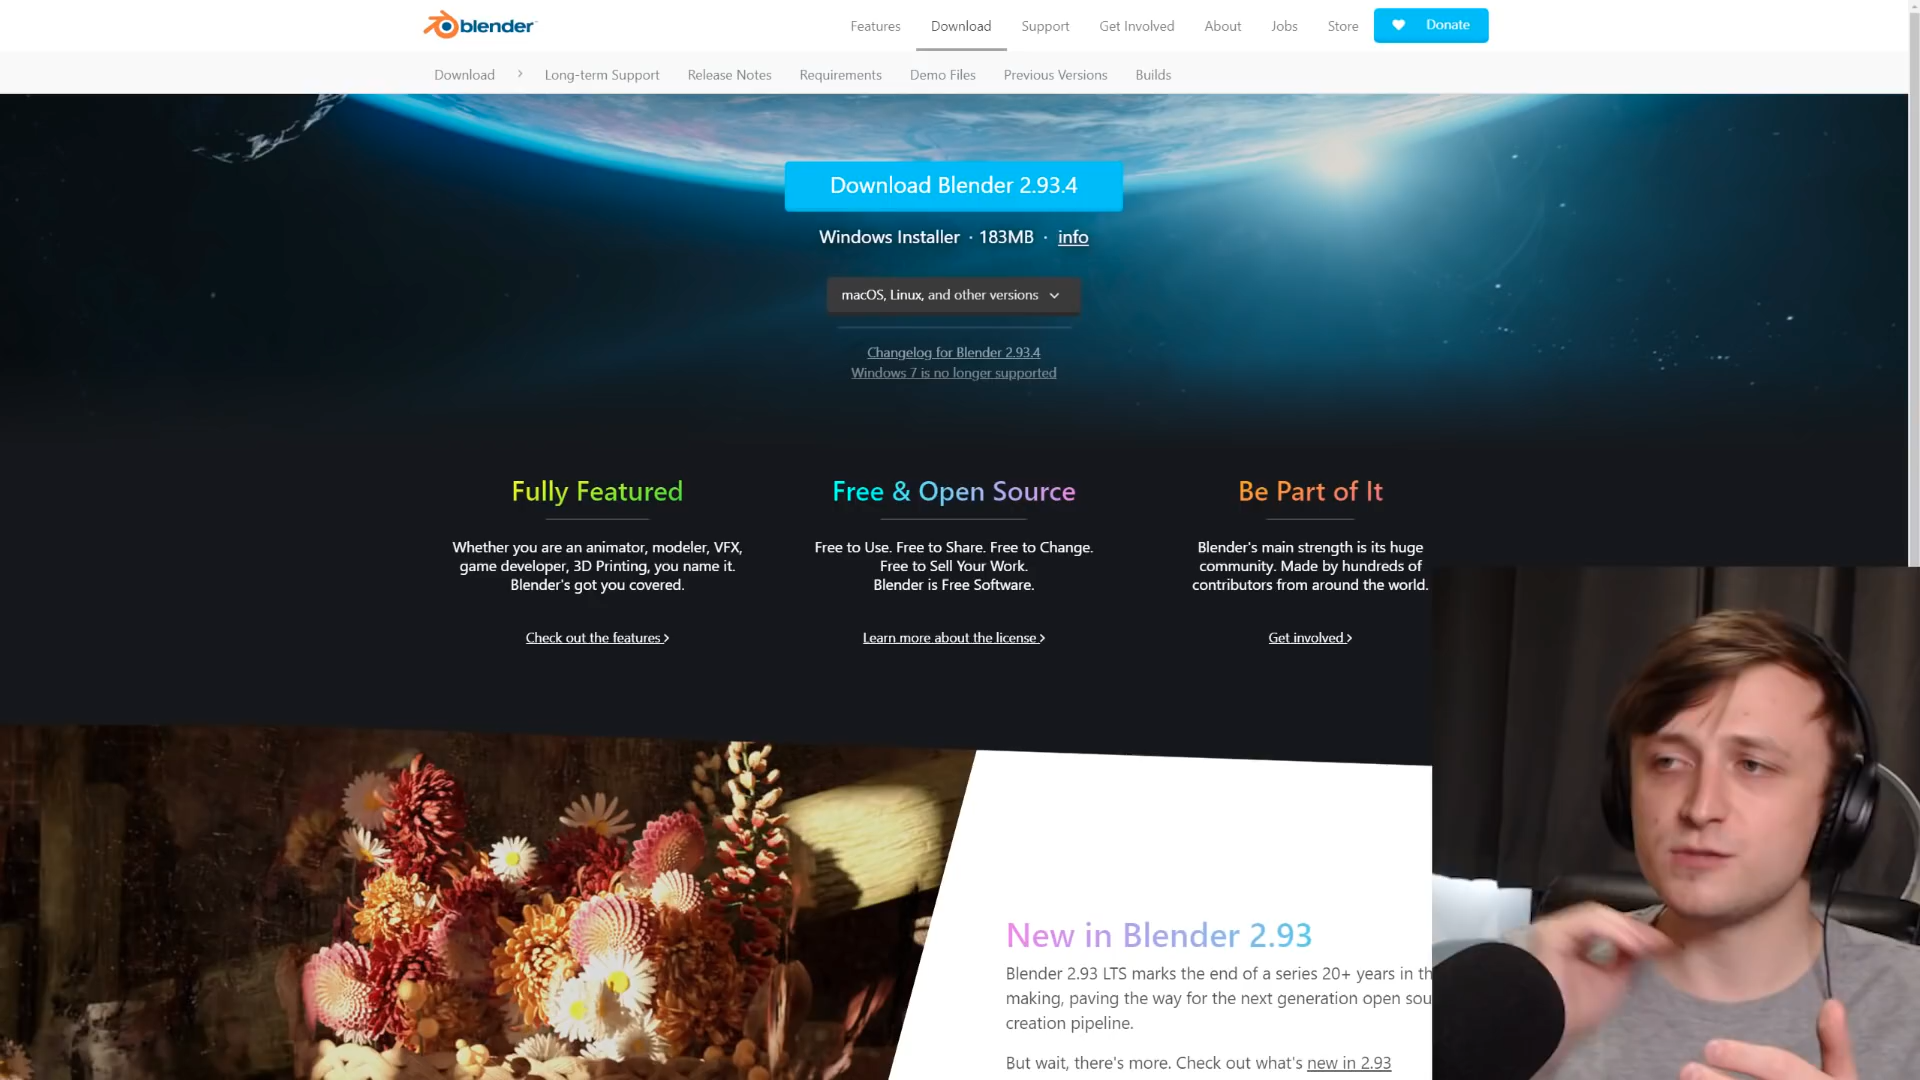 blender
Features
Download
Support
Get Involved
About
Jobs
Store
Donate
Download
Long-term Support
Release Notes
Requirements
Demo Files
Previous Versions
Builds
Download Blender 2.93.4
Windows Installer · 183MB · info
macOS, Linux, and other versions
Changelog for Blender 2.93.4
Windows 7 is no longer supported
Fully Featured
Whether you are an animator, modeler, VFX,
game developer, 3D Printing, you name it.
Blender's got you covered.
Check out the features
Free & Open Source
Free to Use. Free to Share. Free to Change.
Free to Sell Your Work.
Blender is Free Software.
Learn more about the license
Be Part of It
Blender's main strength is its huge
community. Made by hundreds of
contributors from around the world.
Get involved
New in Blender 2.93
Blender 2.93 LTS marks the end of a series 20+ years in
making, paving the way for the next generation open
creation pipeline.
But wait, there's more. Check out what's new in 2.93